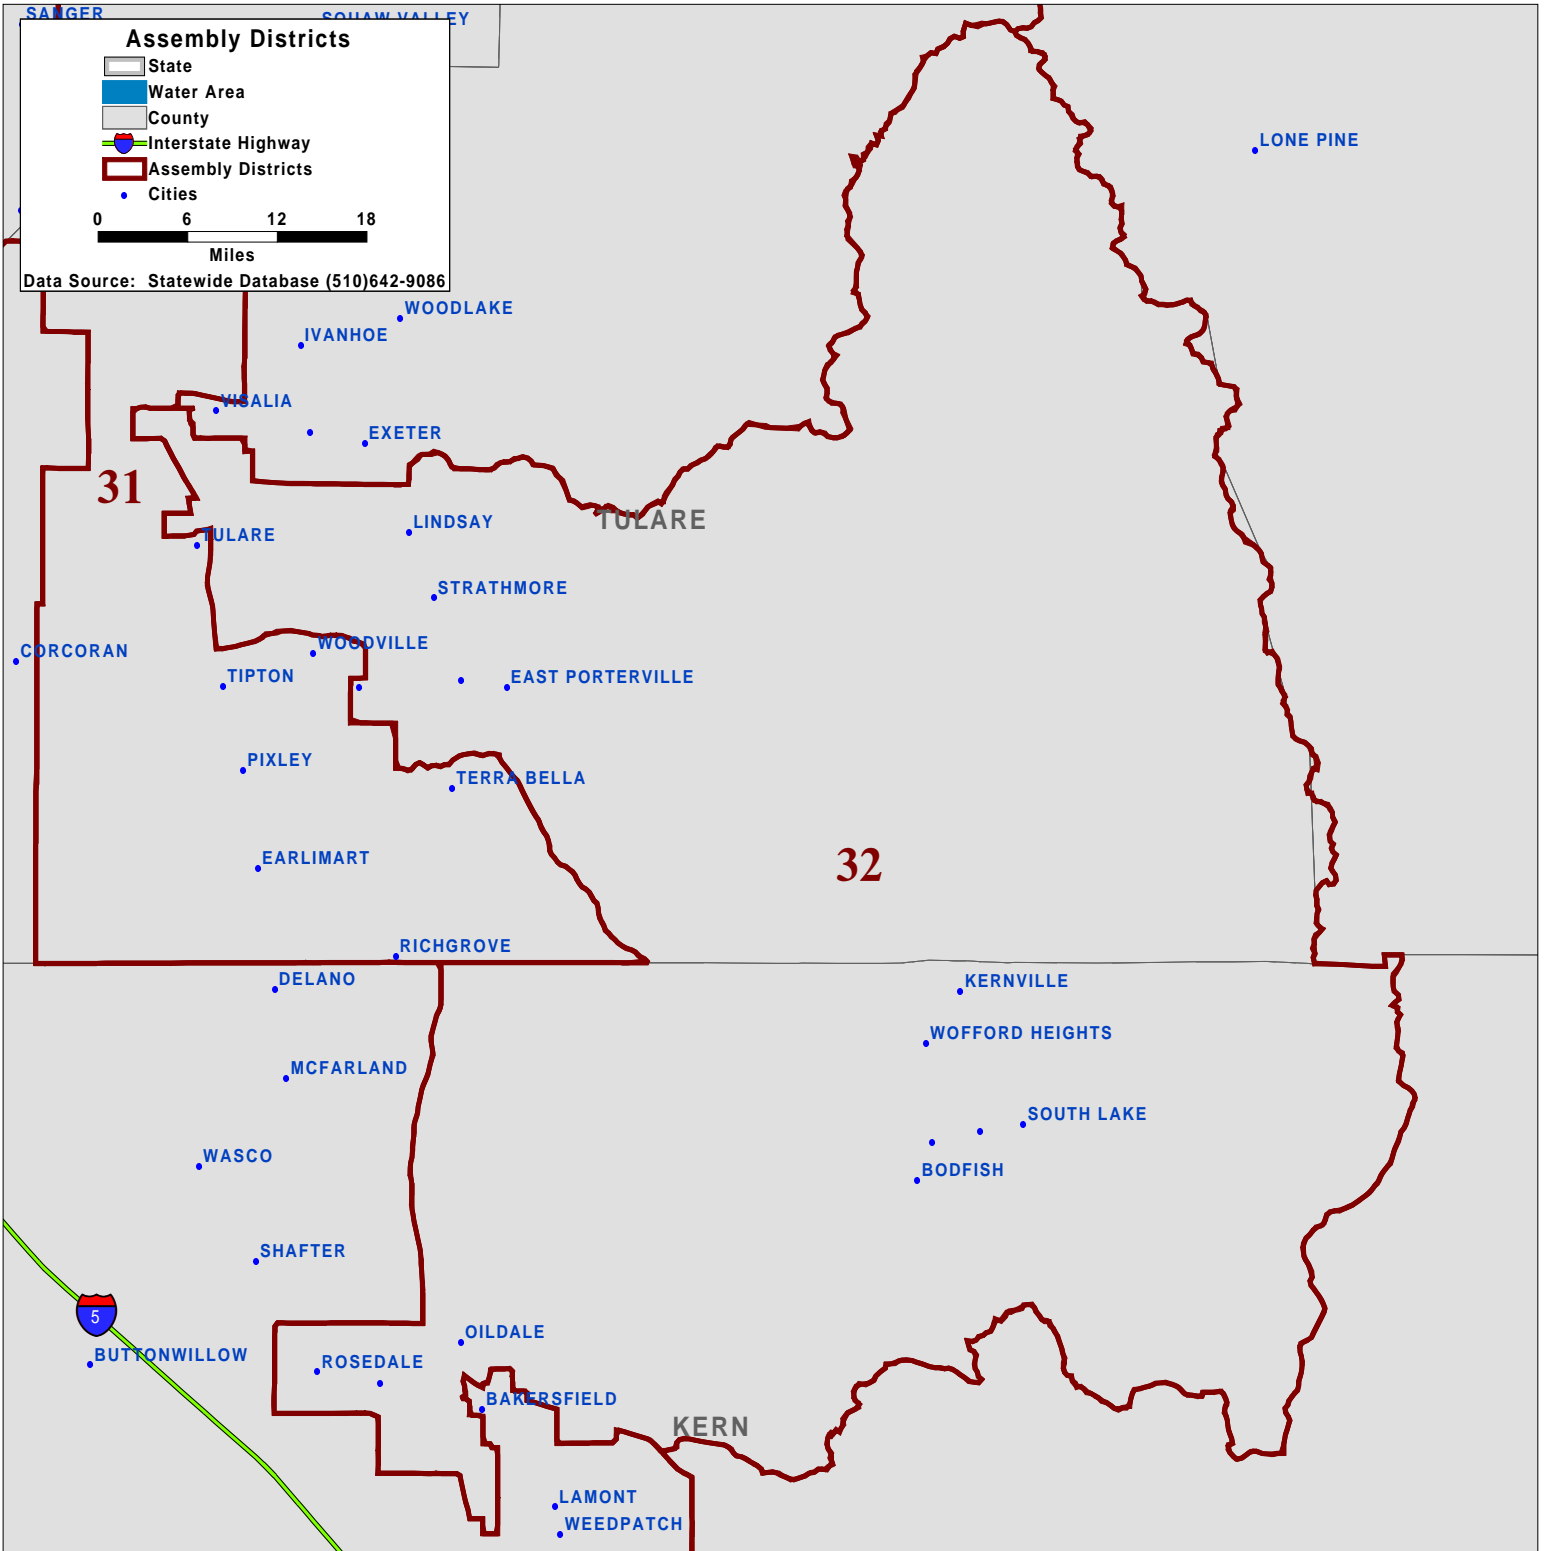 SANGER
SQUAW VALLEY
Assembly Districts
State
Water Area
County
Interstate Highway
Assembly Districts
Cities
0 6 12 18
Miles
Data Source: Statewide Database (510)642-9086
LONE PINE
WOODLAKE
IVANHOE
VISALIA
EXETER
31
LINDSAY
TULARE
TULARE
STRATHMORE
WOODVILLE
CORCORAN
TIPTON
EAST PORTERVILLE
PIXLEY
TERRA BELLA
EARLIMART
32
RICHGROVE
DELANO
KERNVILLE
WOFFORD HEIGHTS
MCFARLAND
SOUTH LAKE
WASCO
BODFISH
SHAFTER
5
OILDALE
BUTTONWILLOW
ROSEDALE
BAKERSFIELD
KERN
LAMONT
WEEDPATCH